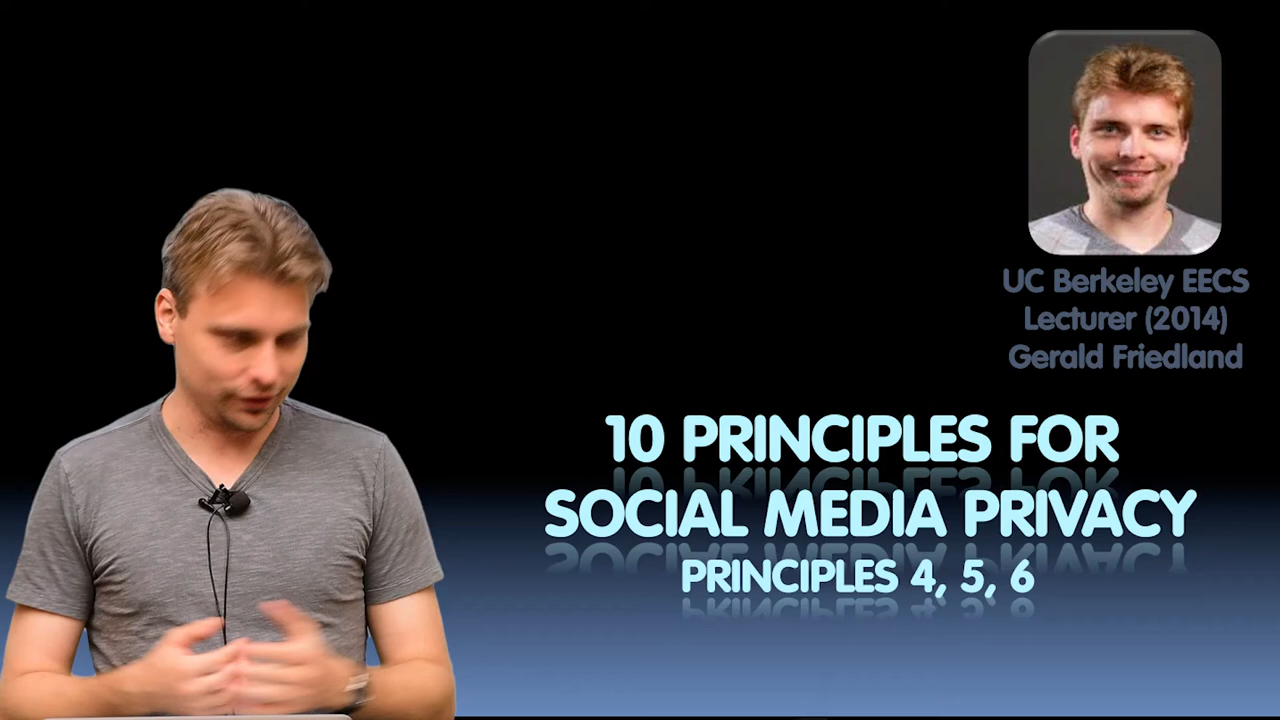 UC Berkeley EECS
Lecturer (2014)
Gerald Friedland
10 PRINCIPLES FOR
SOCIAL MEDIA PRIVACY
PRINCIPLES 4, 5, 6